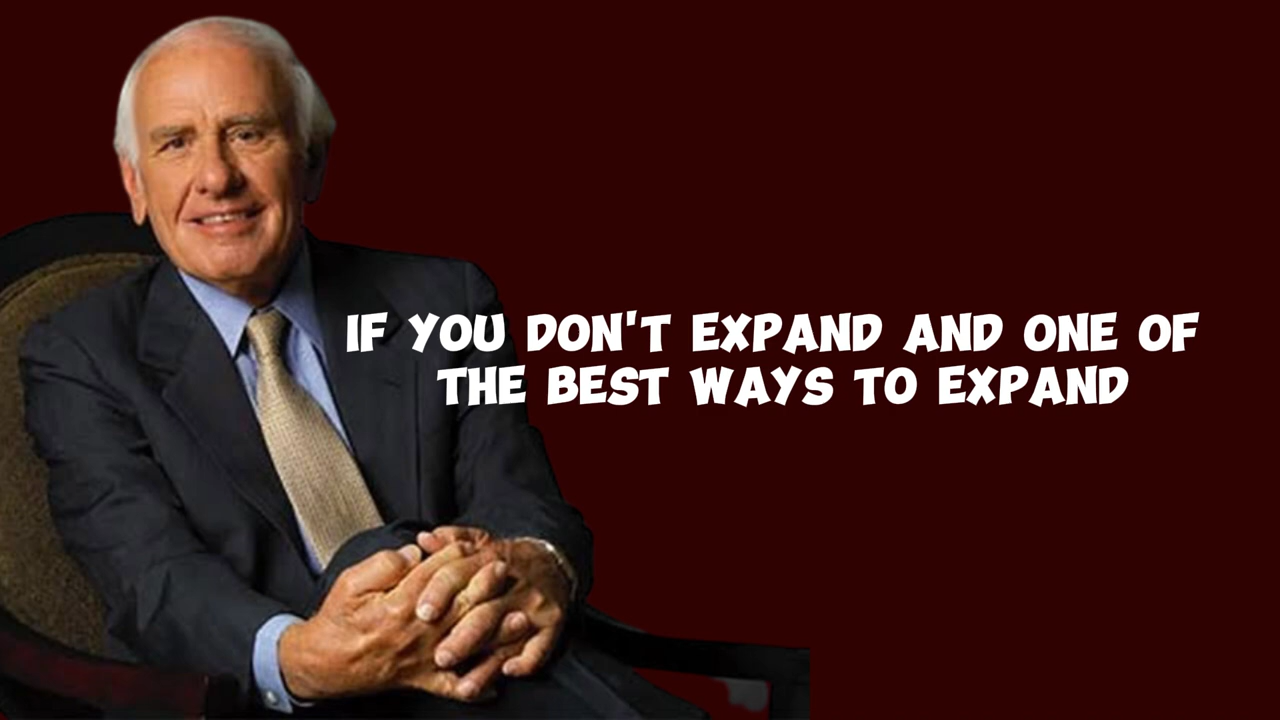 IF YOU DON'T EXPAND AND ONE OF
THE BEST WAYS TO EXPAND